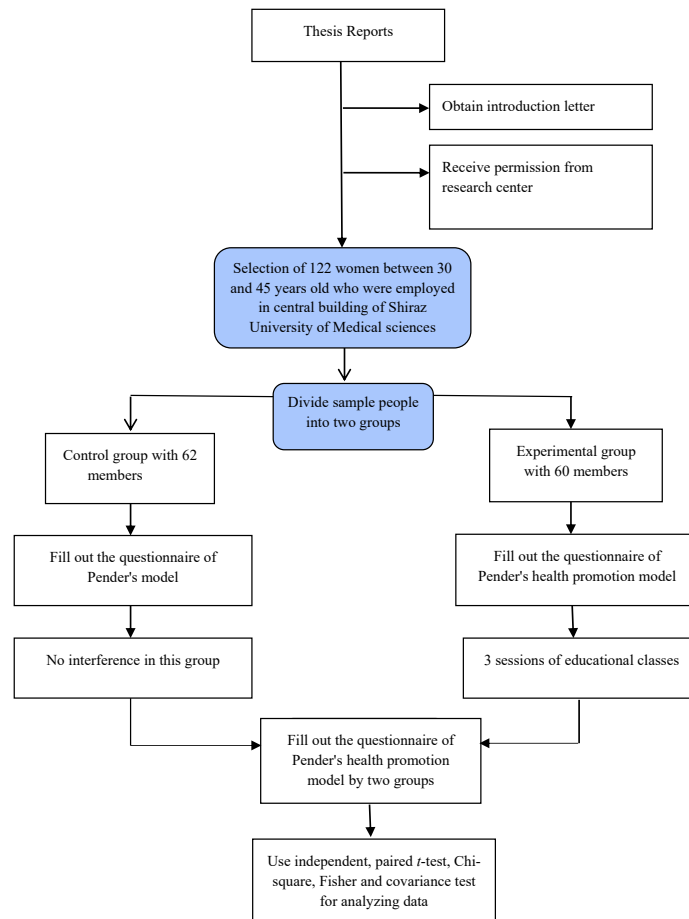 Thesis Reports
Obtain introduction letter
Receive permission from
research center
Selection of 122 women between 30
and 45 years old who were employed
in central building of Shiraz
University of Medical sciences
Divide sample people
into two groups
Control group with 62
members
Experimental group
with 60 members
Fill out the questionnaire of
Pender's model
Fill out the questionnaire of
Pender's health promotion model
No interference in this group
3 sessions of educational classes
Fill out the questionnaire of
Pender's health promotion
model by two groups
Use independent, paired t-test, Chi-
square, Fisher and covariance test
for analyzing data